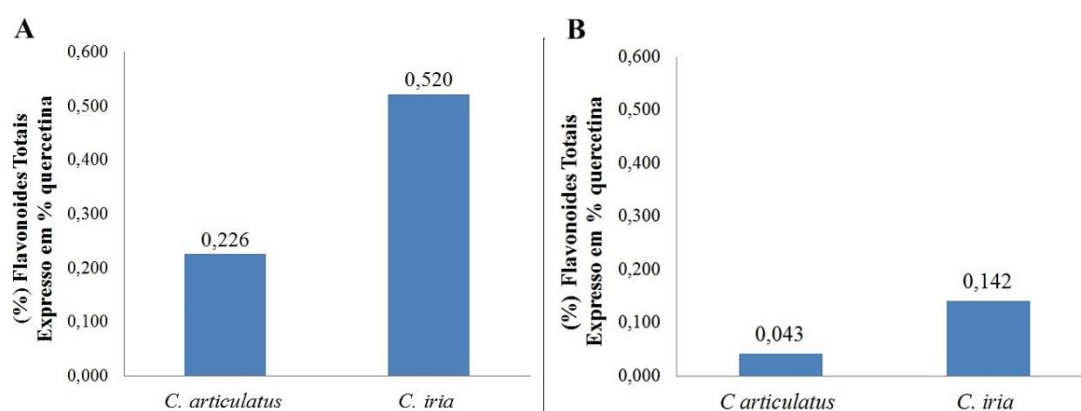 A
(%) Flavonoides Totais
Expresso em % quercetina
0,600
0,500
0,400
0,300
0,200
0,100
0,000
0,226
0,520
C. articulatus
C. iria
B
(%) Flavonoides Totais
Expresso em % quercetina
0,600
0,500
0,400
0,300
0,200
0,100
0,000
0,043
0,142
C articulatus
C. iria